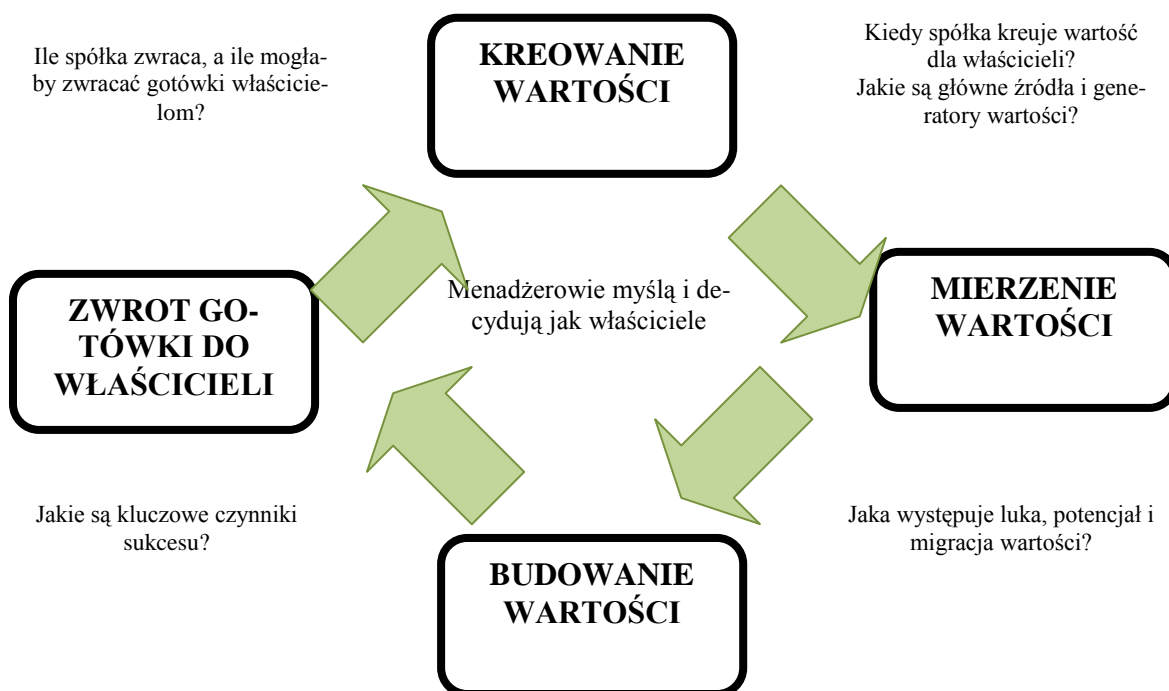 Ile spółka zwraca, a ile mogła-
by zwracać gotówki właścicie-
lom?
KREOWANIE
WARTOŚCI
Kiedy spółka kreuje wartość
dla właścicieli?
Jakie są główne źródła i gene-
ratory wartości?
ZWROT GO-
TÓWKI DO
WŁAŚCICIELI
Menadżerowie myślą i de-
cydują jak właściciele
MIERZENIE
WARTOŚCI
Jakie są kluczowe czynniki
sukcesu?
BUDOWANIE
WARTOŚCI
Jaka występuje luka, potencjał i
migracja wartości?